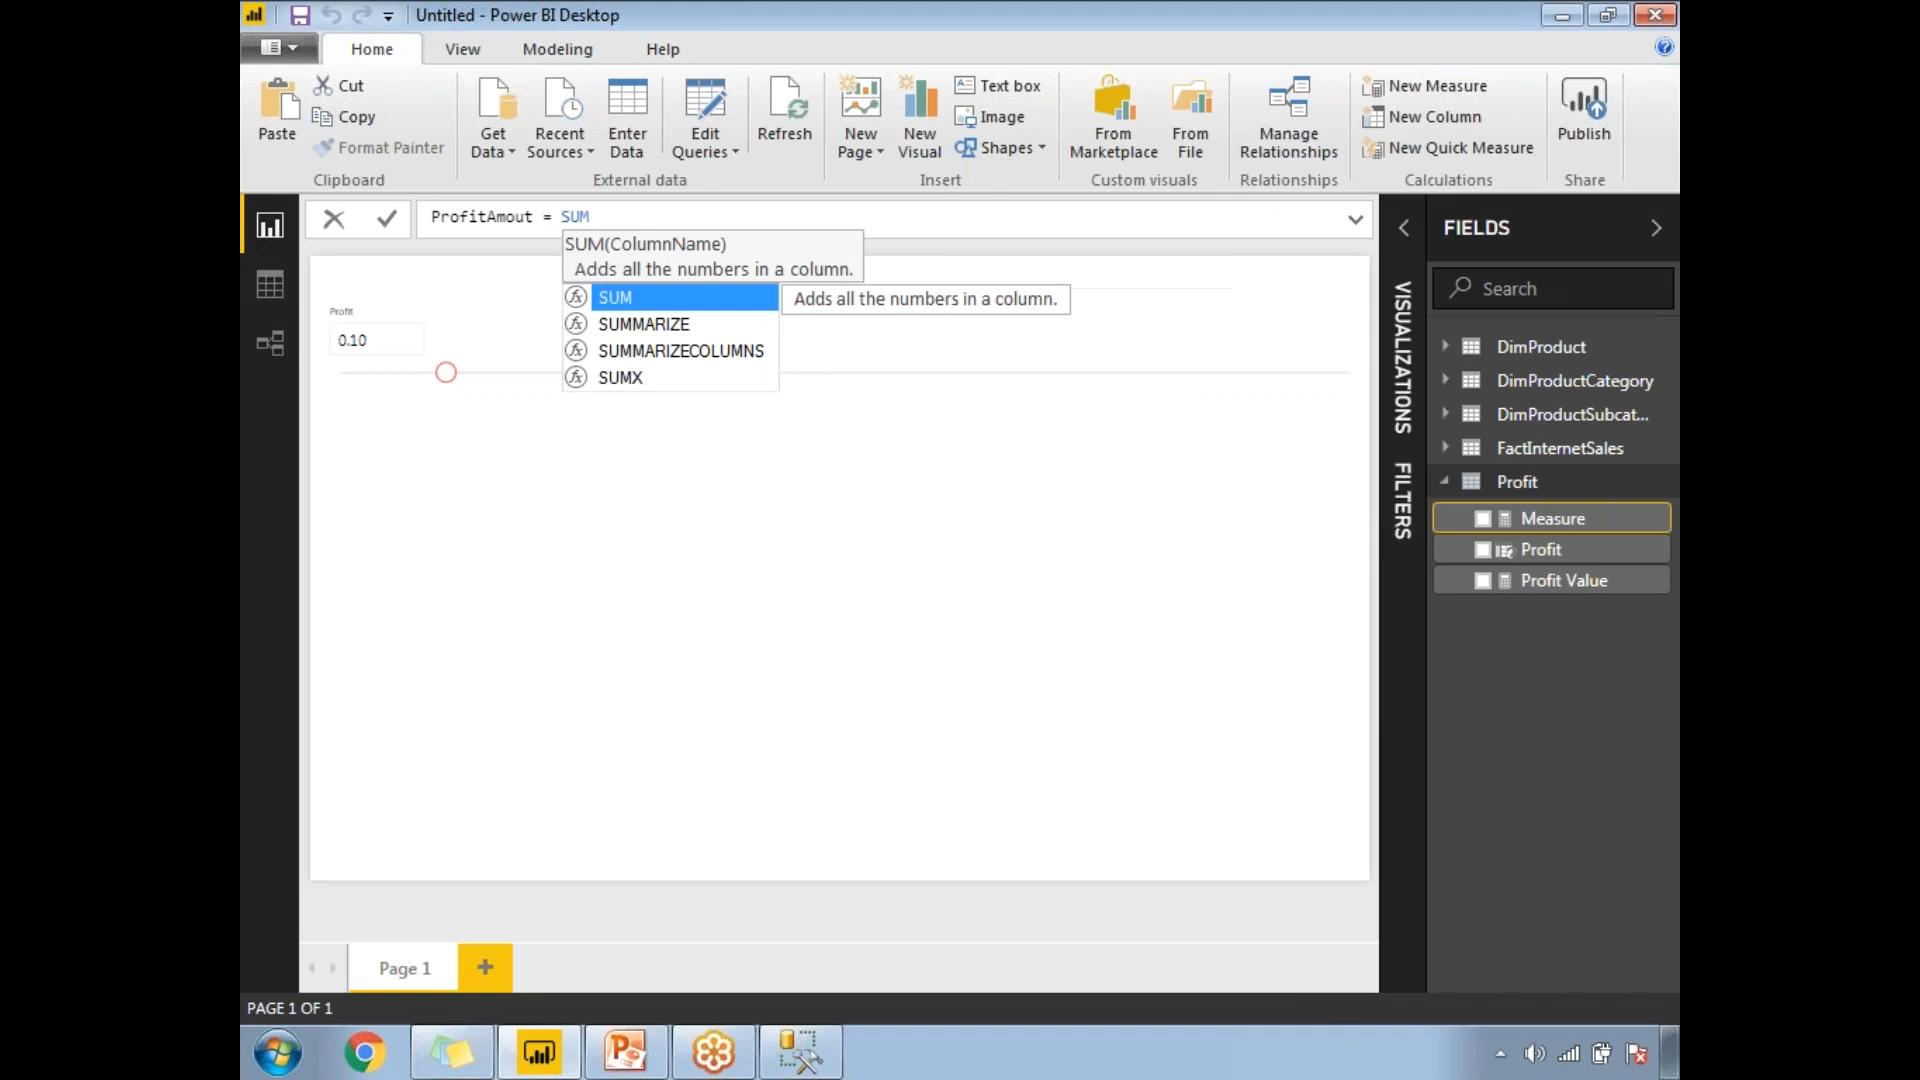 Untitled - Power BI Desktop
Home View Modeling Help
Paste
Cut
Copy
Format Painter
Clipboard
Get Data
Recent Sources
Enter Data
Edit Queries
External data
Refresh
New Page
New Visual
Text box
Image
Shapes
Insert
From Marketplace
From File
Custom visuals
Manage Relationships
Relationships
New Measure
New Column
New Quick Measure
Calculations
Publish
Share
ProfitAmout = SUM
SUM(ColumnName)
Adds all the numbers in a column.
SUM
Adds all the numbers in a column.
SUMMARIZE
SUMMARIZECOLUMNS
SUMX
Profit
0.10
VISUALIZATIONS
FILTERS
FIELDS
Search
DimProduct
DimProductCategory
DimProductSubcat...
FactInternetSales
Profit
Measure
Profit
Profit Value
Page 1
PAGE 1 OF 1